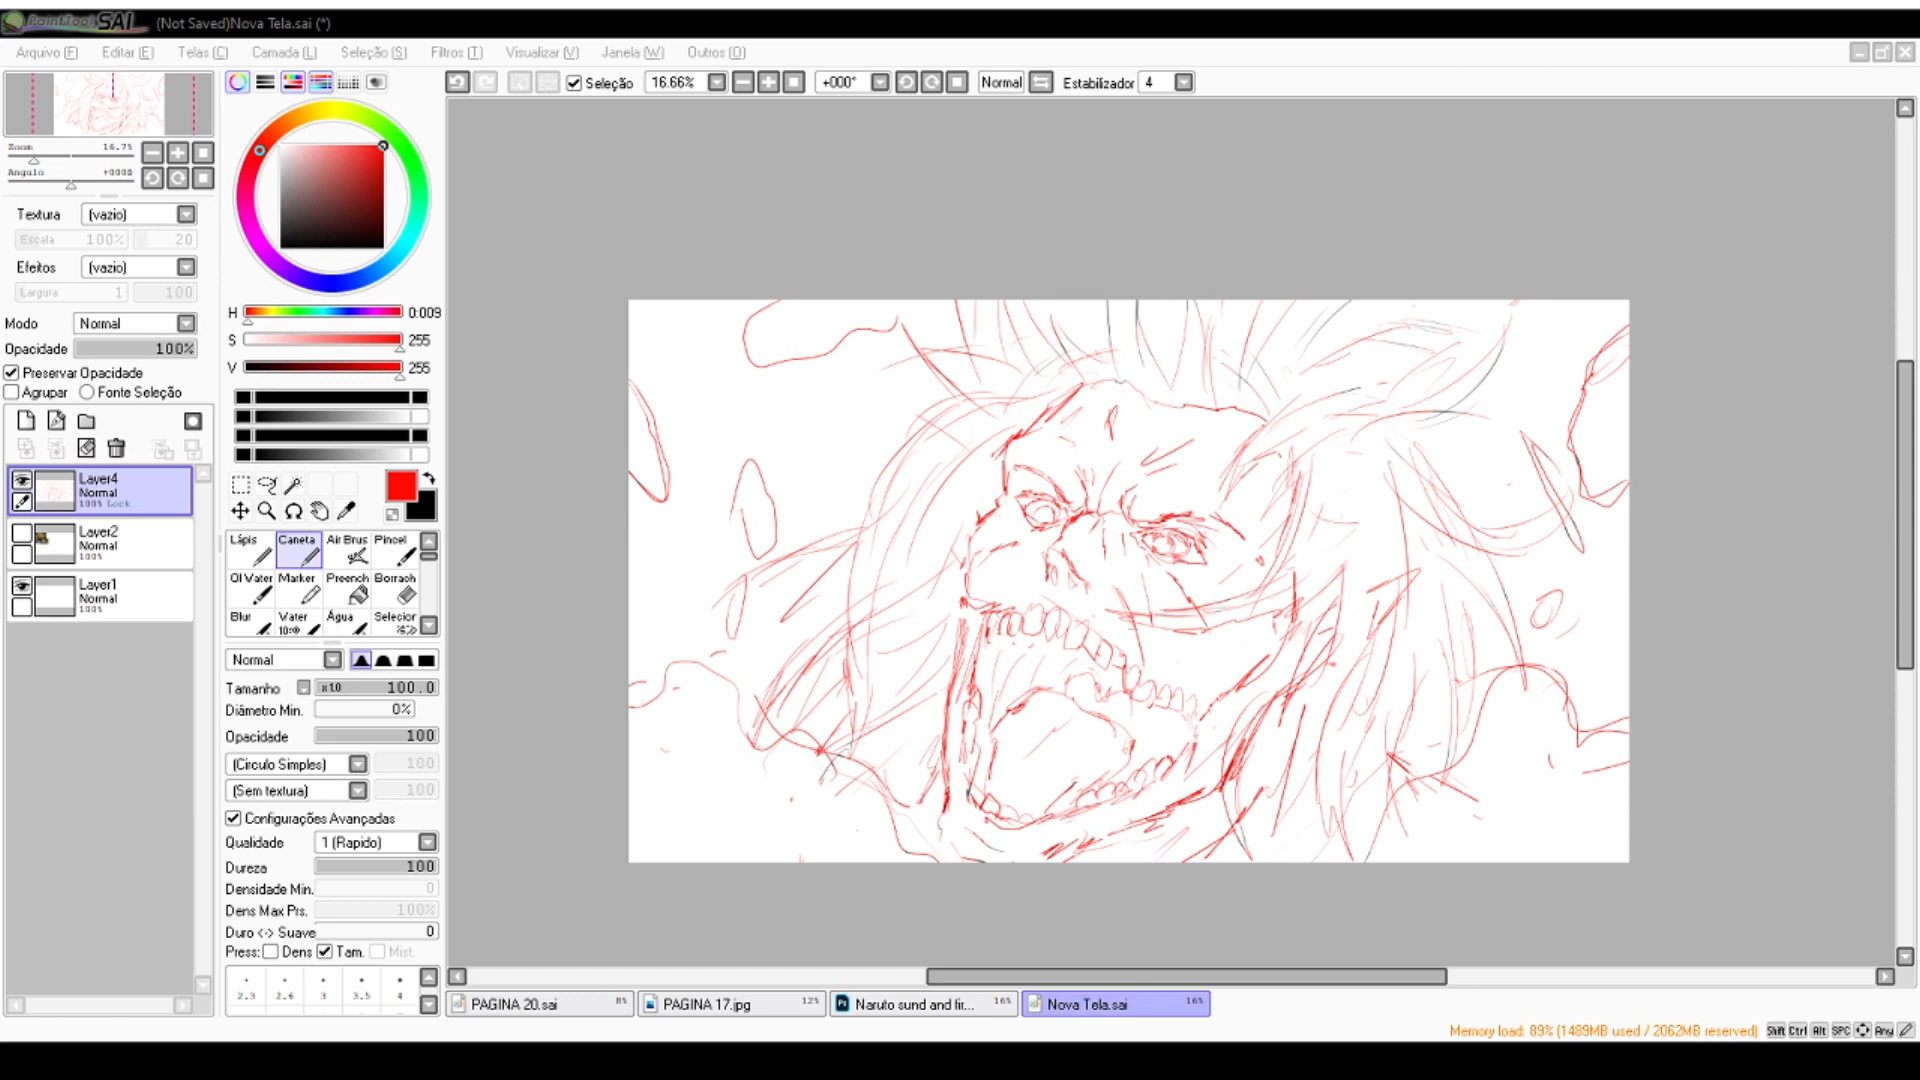 PaintTool SAI (Not Saved)Nova Tela.sai (*)
Arquivo (F) Editar (E) Telas (C) Camada (L) Seleção (S) Filtros (T) Visualizar (V) Janela (W) Outros (O)
Seleção 16.66% +000° Normal Estabilizador 4
Zoom 16.7%
Angulo +000°
Textura (vazio)
Escala 100% 20
Efeitos (vazio)
Largura 1 100
Modo Normal
Opacidade 100%
Preservar Opacidade
Agrupar Fonte Seleção
Layer4
Normal
100% Lock
Layer2
Normal
100%
Layer1
Normal
100%
H 0:009
S 255
V 255
Lápis Caneta Air Brus Pincel
Ol Water Marker Preench Borrach
Blur Water Água Selecior
Normal
Tamanho x10 100.0
Diâmetro Min. 0%
Opacidade 100
(Circulo Simples) 100
(Sem textura) 100
Configurações Avançadas
Qualidade 1 (Rapido)
Dureza 100
Densidade Min. 0
Dens Max Prs. 100%
Duro <-> Suave 0
Press: Dens Tam. Mist.
2.3 2.6 3 3.5 4
PAGINA 20.sai 8% PAGINA 17.jpg 12% Naruto sund and fir... 16% Nova Tela.sai 16%
Memory load: 89% (1489MB used / 2062MB reserved) Shift Ctrl Alt SPC Any